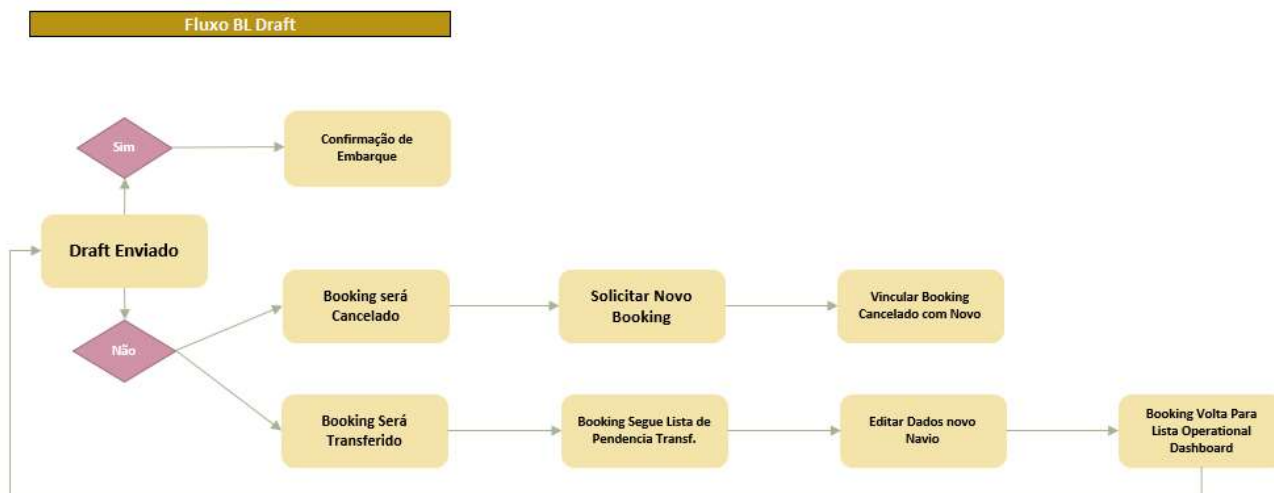 Fluxo BL Draft
Sim
Confirmação de
Embarque
Draft Enviado
Não
Booking será
Cancelado
Solicitar Novo
Booking
Vincular Booking
Cancelado com Novo
Booking Será
Transferido
Booking Segue Lista de
Pendencia Transf.
Editar Dados novo
Navio
Booking Volta Para
Lista Operational
Dashboard